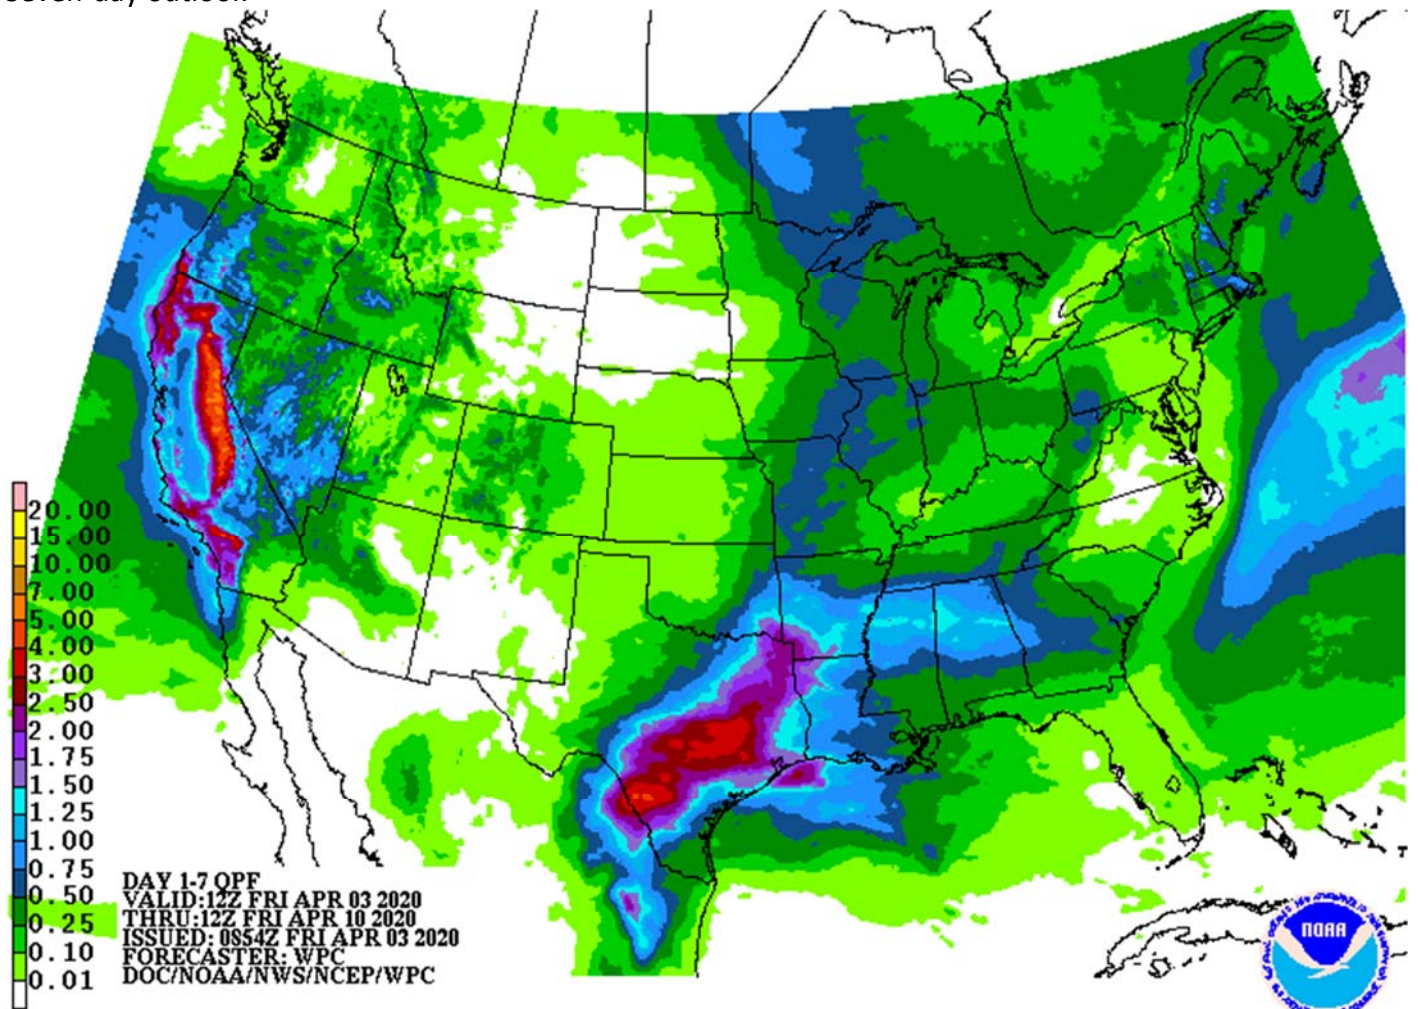 seven-day outlook
20.00
15.00
10.00
7.00
5.00
4.00
3.00
2.50
2.00
1.75
1.50
1.25
1.00
0.75
0.50
0.25
0.10
0.01
DAY 1-7 QPF
VALID:12Z FRI APR 03 2020
THRU:12Z FRI APR 10 2020
ISSUED: 0854Z FRI APR 03 2020
FORECASTER: WPC
DOC/NOAA/NWS/NCEP/WPC
NOAA